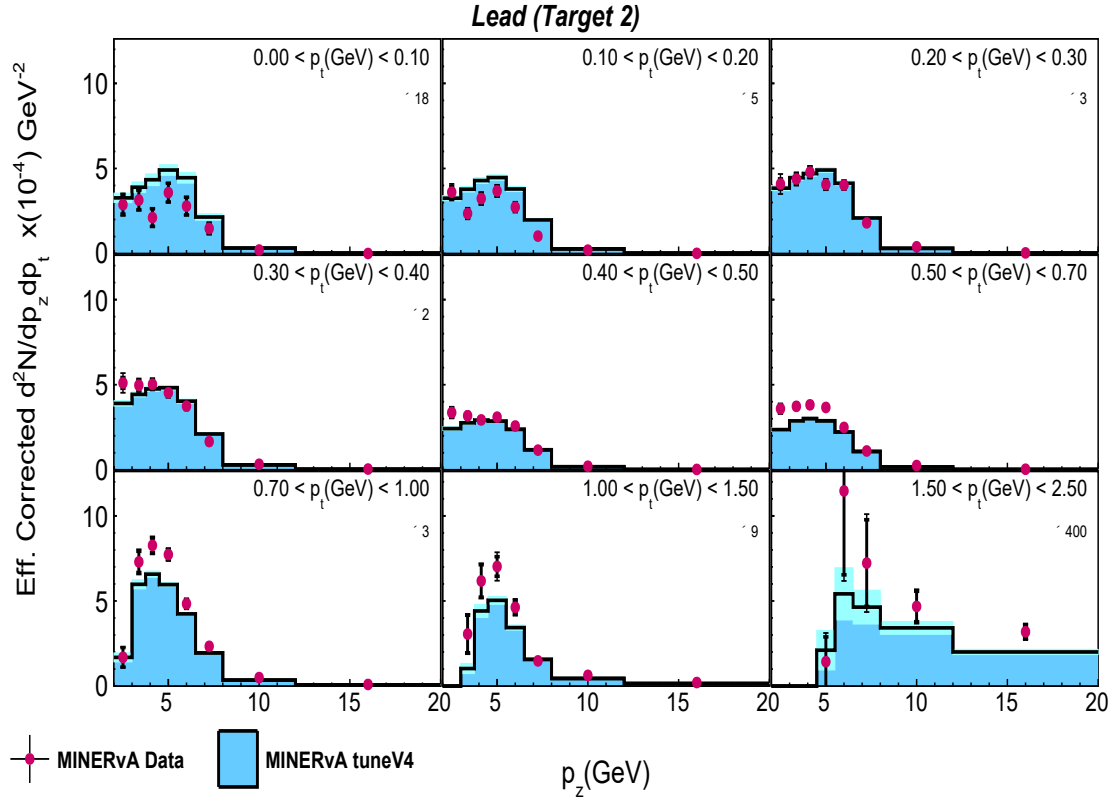 Lead (Target 2)
Eff. Corrected d²N/dp_z dp_t x(10⁻⁴) GeV⁻²
0.00 < p_t(GeV) < 0.10
´ 18
0.10 < p_t(GeV) < 0.20
´ 5
0.20 < p_t(GeV) < 0.30
´ 3
10
5
0
0.30 < p_t(GeV) < 0.40
´ 2
0.40 < p_t(GeV) < 0.50
0.50 < p_t(GeV) < 0.70
10
5
0
0.70 < p_t(GeV) < 1.00
´ 3
1.00 < p_t(GeV) < 1.50
´ 9
1.50 < p_t(GeV) < 2.50
´ 400
10
5
0
5 10 15 20 5 10 15 20 5 10 15 20
MINERvA Data
MINERvA tuneV4
p_z(GeV)